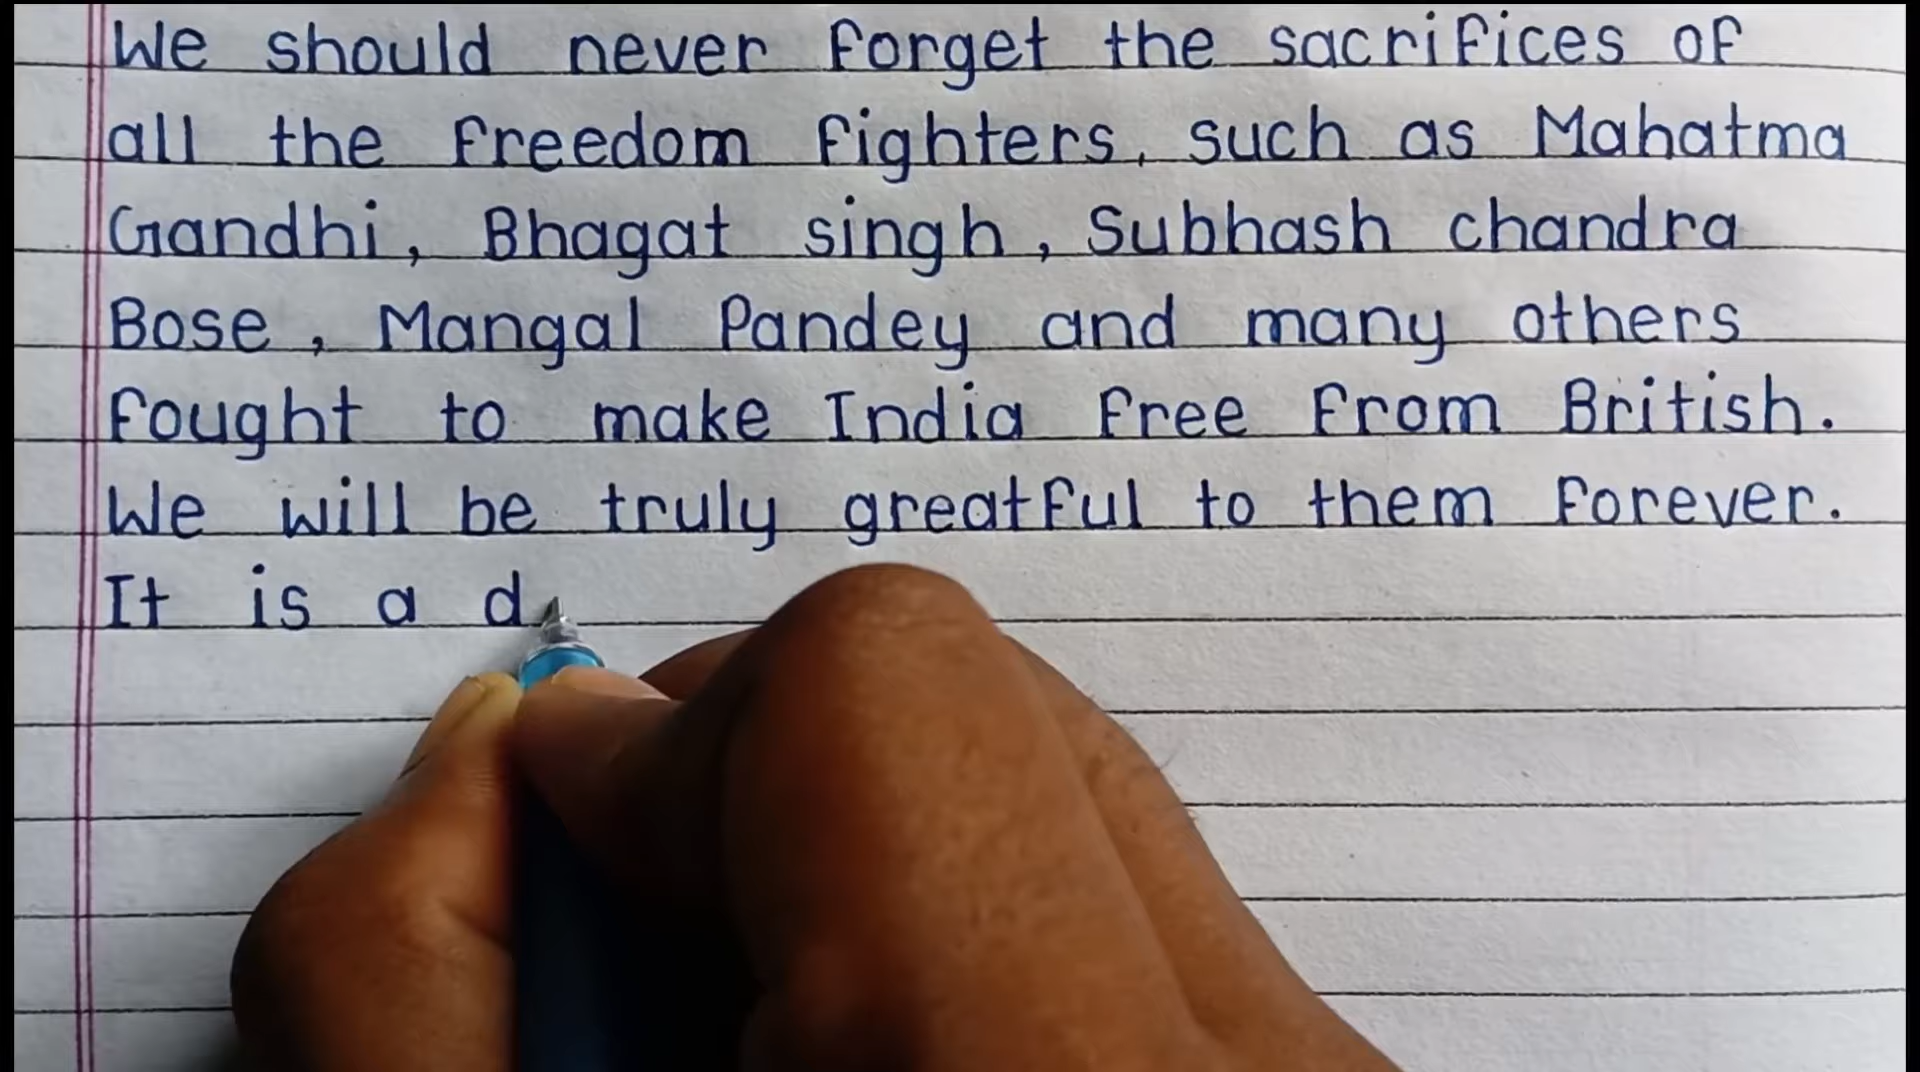 We should never forget the sacrifices of
all the freedom fighters, such as Mahatma
Gandhi, Bhagat singh, Subhash chandra
Bose, Mangal Pandey and many others
fought to make India free from British.
We will be truly greatful to them forever.
It is a d